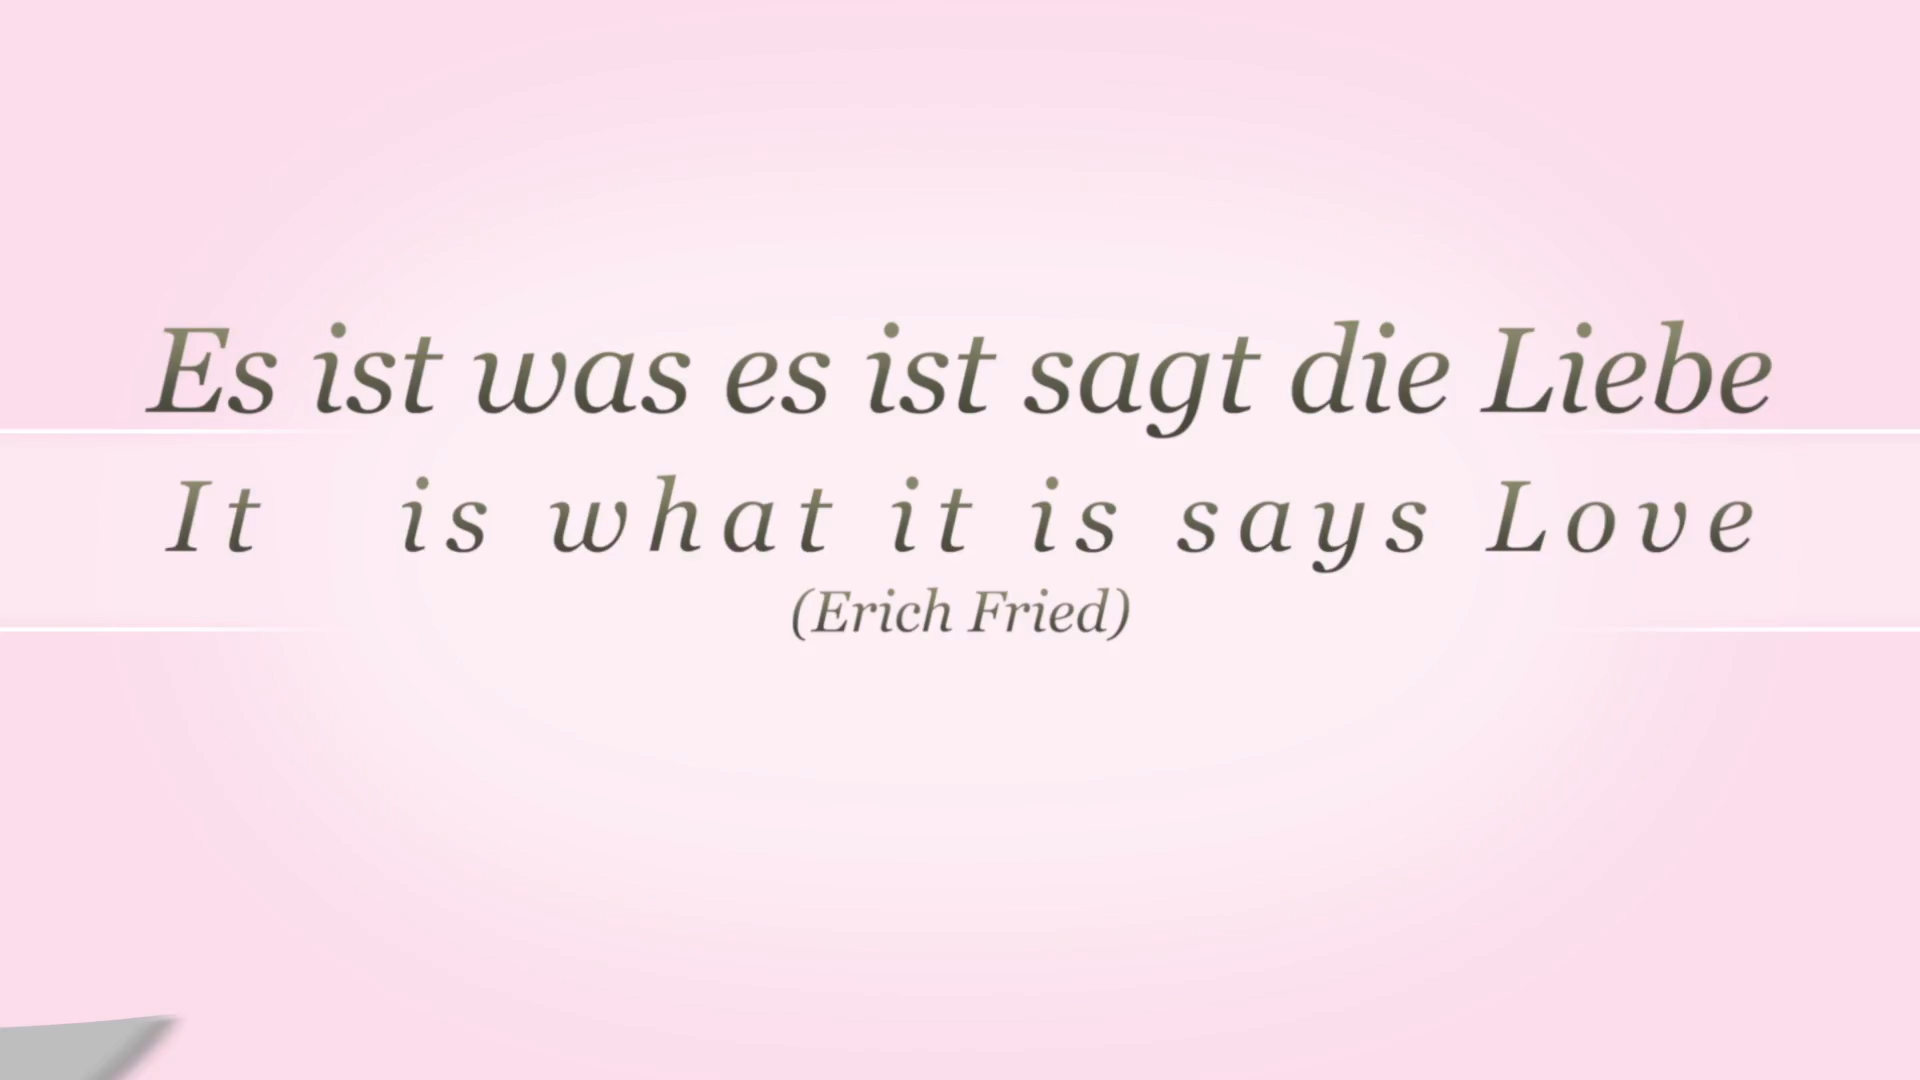 Es ist was es ist sagt die Liebe
It is what it is says Love
(Erich Fried)